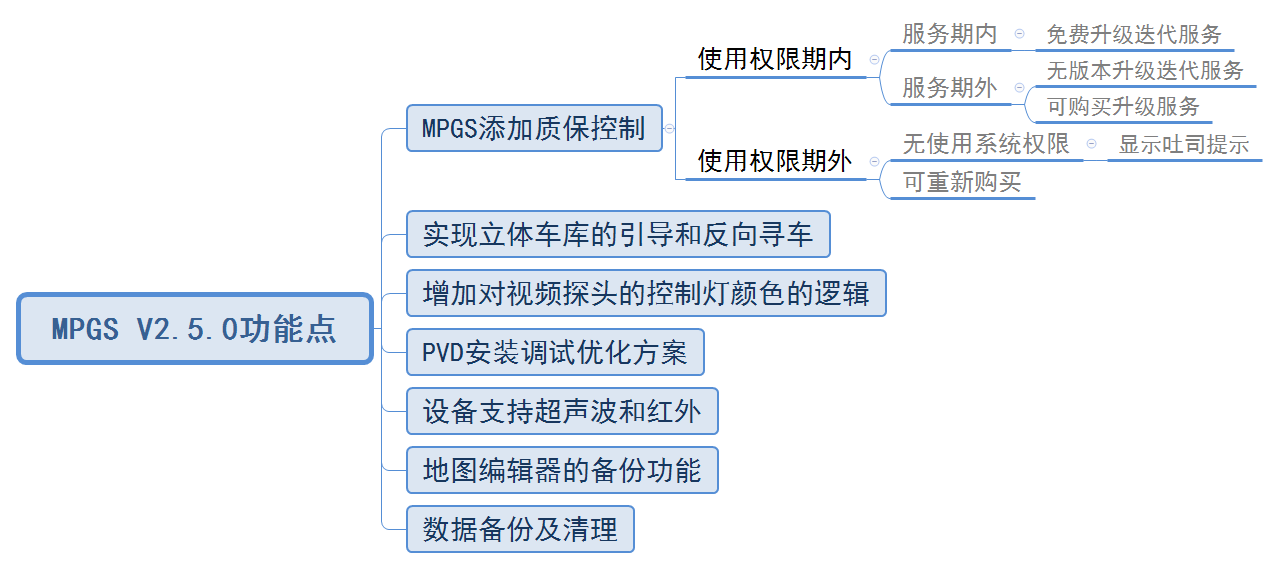 MPGS V2.5.0功能点
MPGS添加质保控制
使用权限期内
服务期内
免费升级迭代服务
服务期外
无版本升级迭代服务
可购买升级服务
使用权限期外
无使用系统权限
显示吐司提示
可重新购买
实现立体车库的引导和反向寻车
增加对视频探头的控制灯颜色的逻辑
PVD安装调试优化方案
设备支持超声波和红外
地图编辑器的备份功能
数据备份及清理